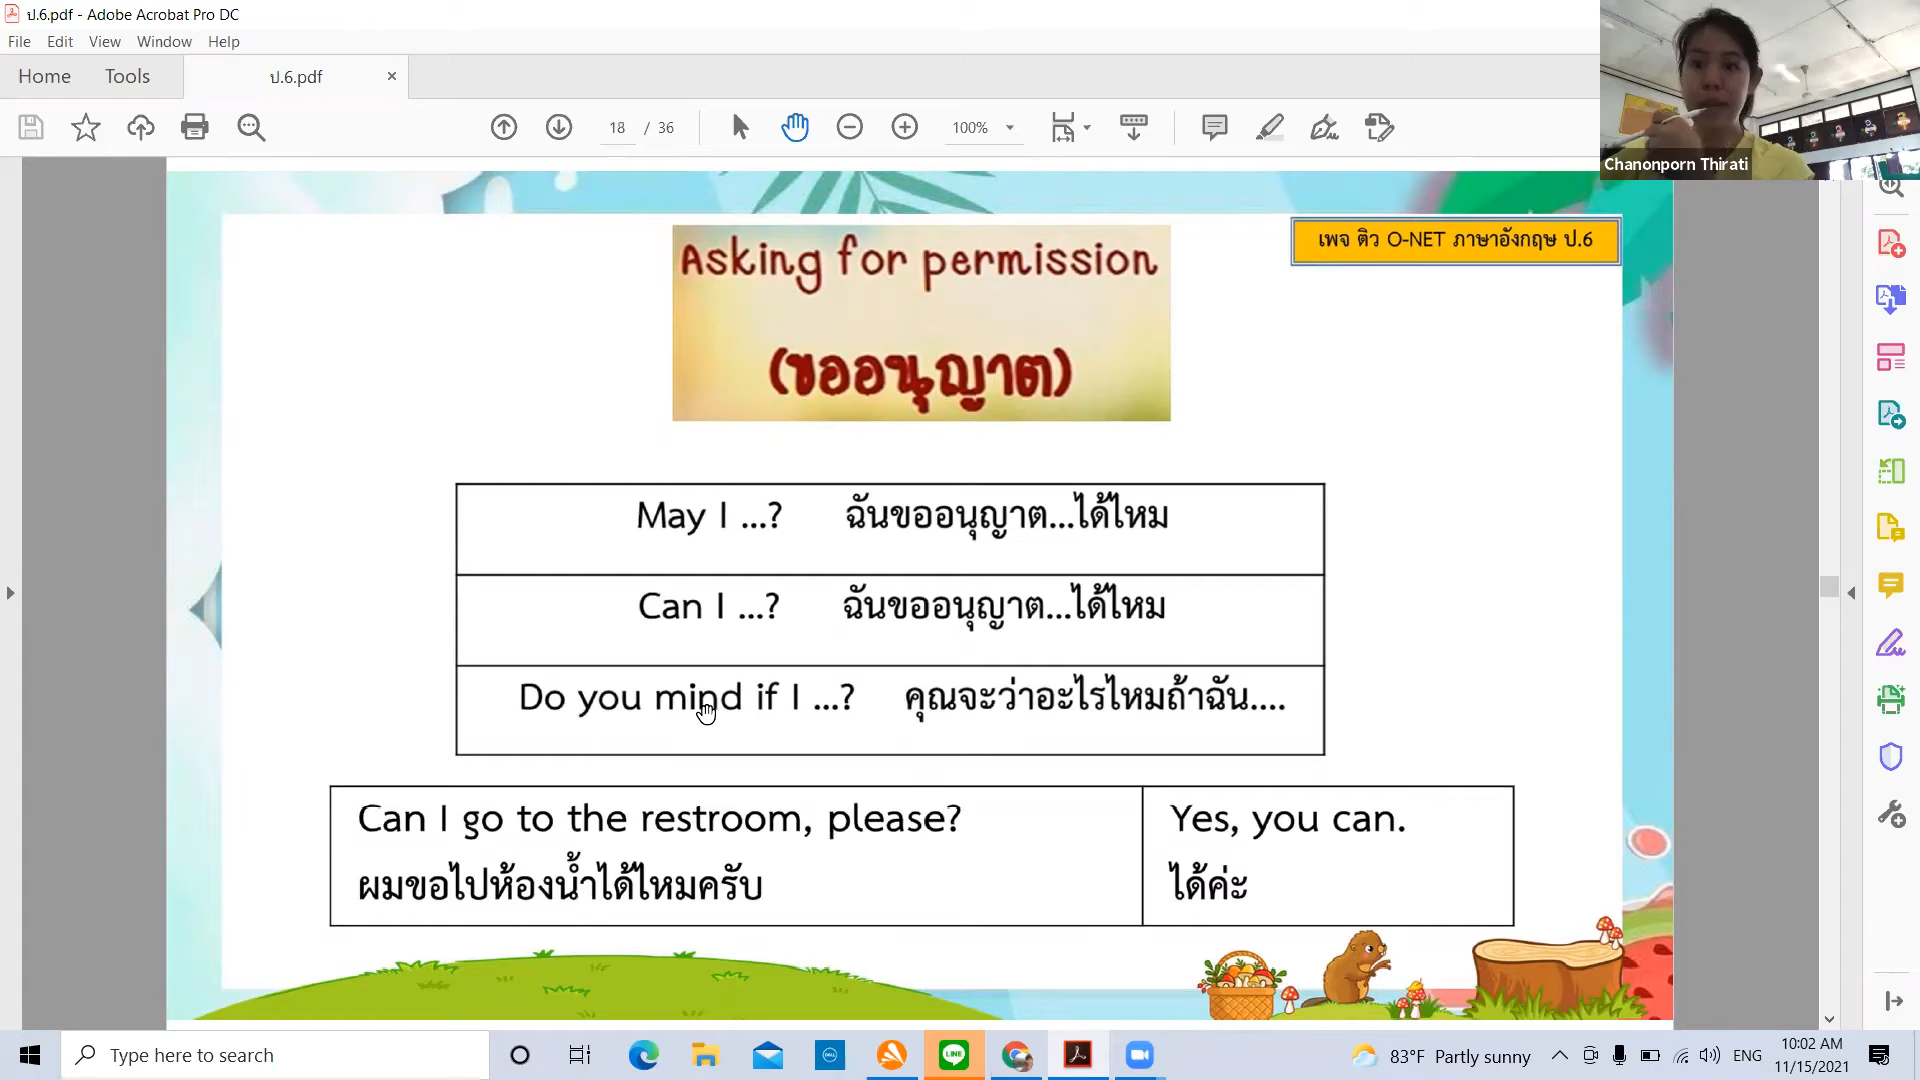 ป.6.pdf - Adobe Acrobat Pro DC
File Edit View Window Help
Home Tools ป.6.pdf
18 / 36 100%
Chanonporn Thirati
เพจ ติว O-NET ภาษาอังกฤษ ป.6
Asking for permission
(ขออนุญาต)
May I ...? ฉันขออนุญาต...ได้ไหม
Can I ...? ฉันขออนุญาต...ได้ไหม
Do you mind if I ...? คุณจะว่าอะไรไหมถ้าฉัน....
Can I go to the restroom, please?
ผมขอไปห้องน้ำได้ไหมครับ
Yes, you can.
ได้ค่ะ
Type here to search
DELL
LINE
83°F Partly sunny
ENG
10:02 AM
11/15/2021